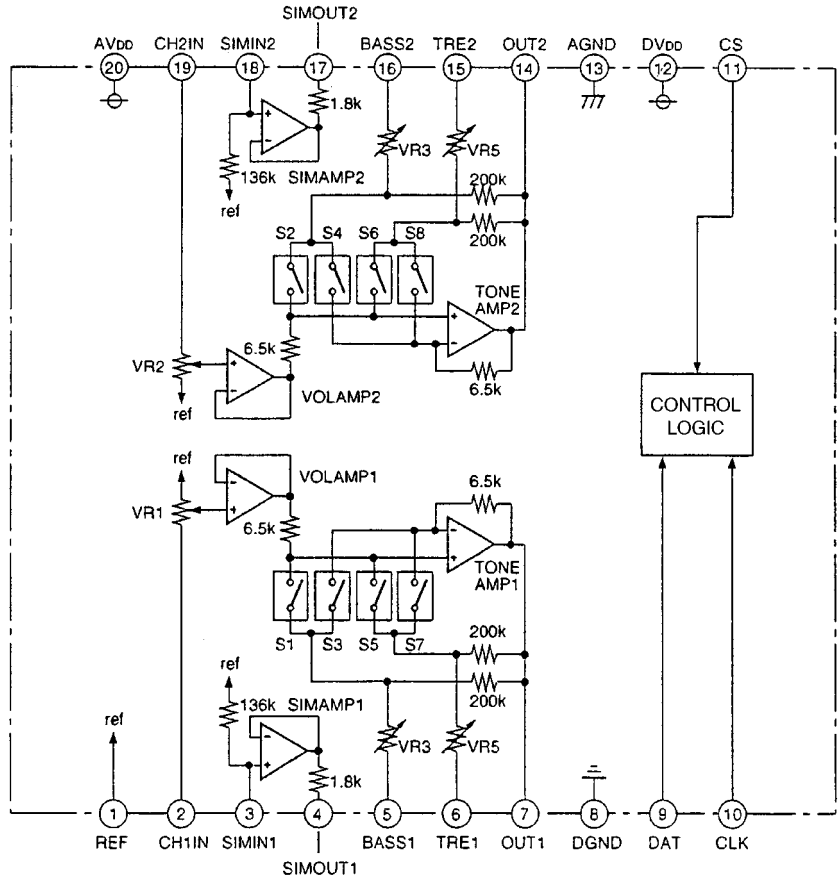 SIMOUT2
AVDD CH2IN SIMIN2 BASS2 TRE2 OUT2 AGND DVDD CS
20 19 18 17 16 15 14 13 12 11
1.8k
VR3 VR5
136k SIMAMP2
ref
200k
200k
S2 S4 S6 S8
TONE
AMP2
6.5k
6.5k
VR2
ref
VOLAMP2
CONTROL
LOGIC
ref
VOLAMP1
VR1
6.5k
6.5k
TONE
AMP1
S1 S3 S5 S7
200k
200k
ref
136k SIMAMP1
ref
VR3 VR5
1.8k
1 2 3 4 5 6 7 8 9 10
REF CH1IN SIMIN1 BASS1 TRE1 OUT1 DGND DAT CLK
SIMOUT1